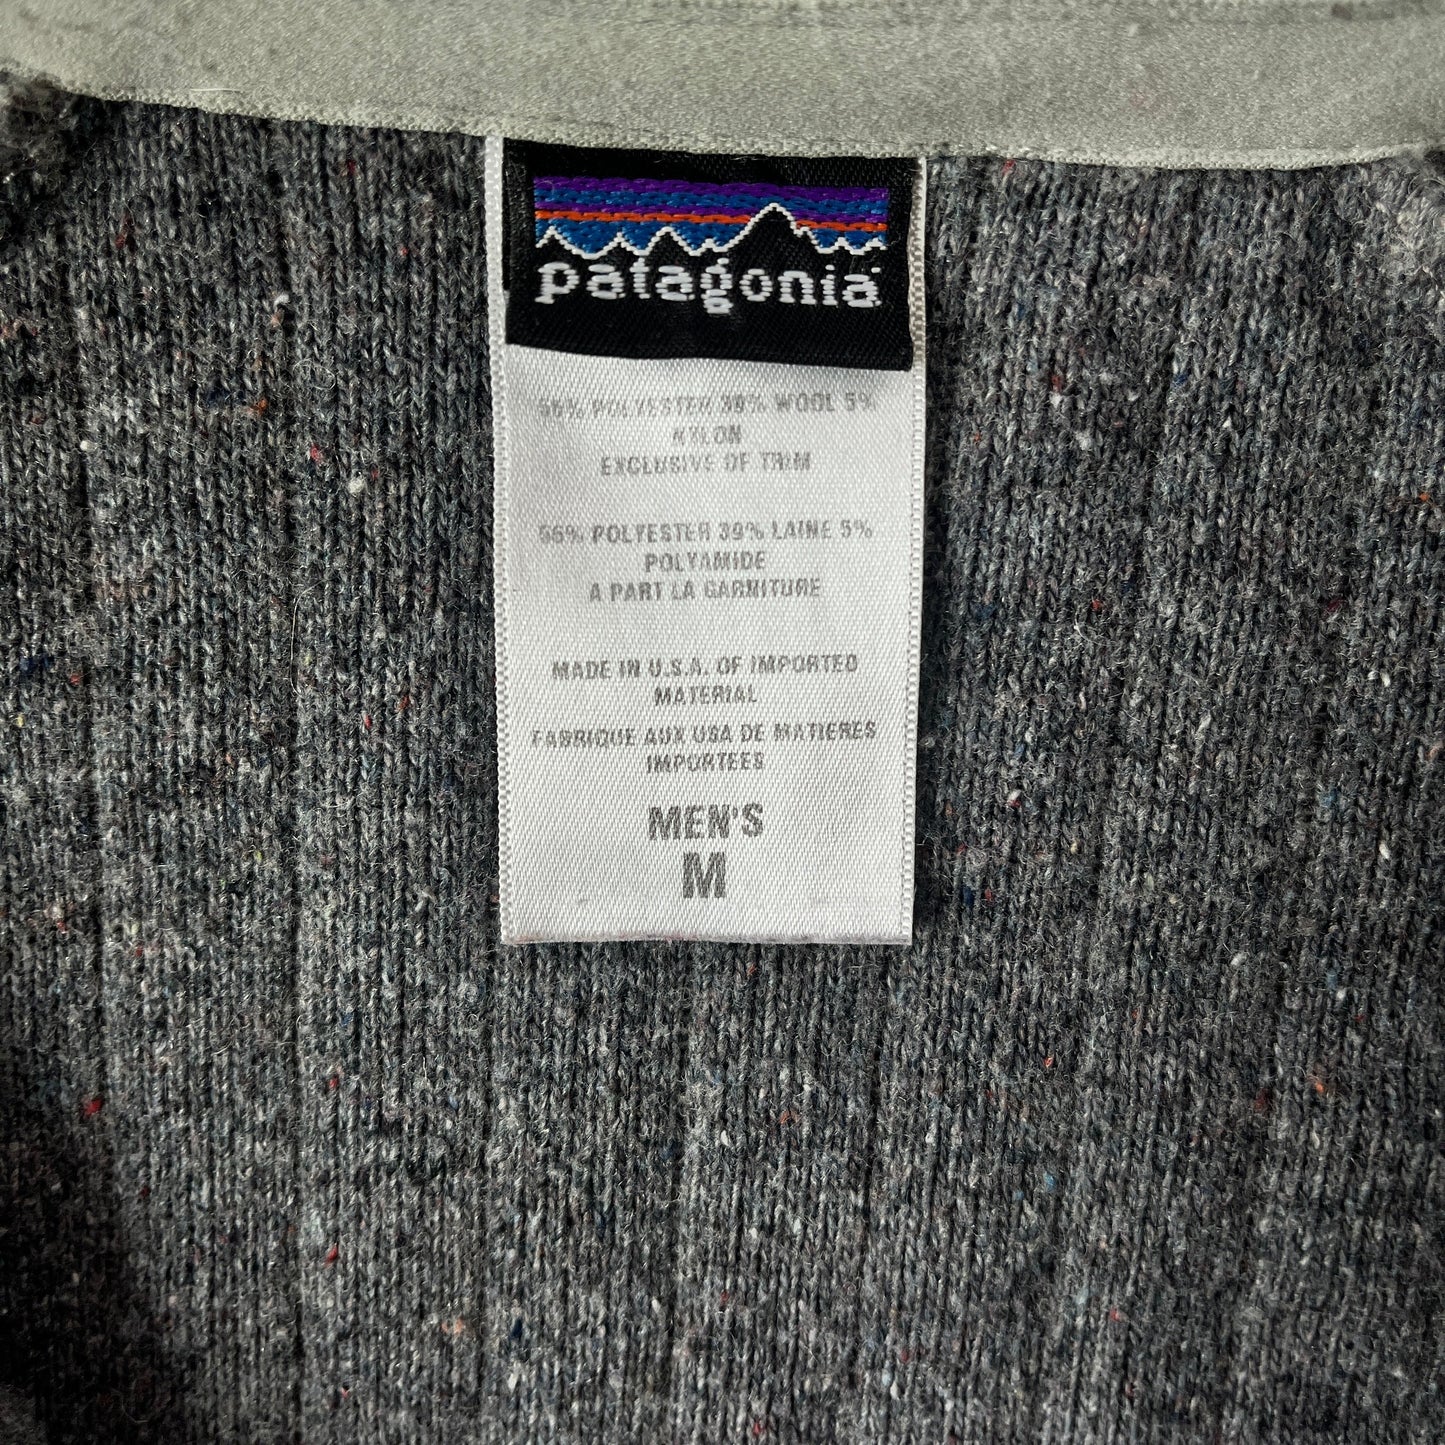 patagonia
56% POLYESTER 39% WOOL 5%
NYLON
EXCLUSIVE OF TRIM
56% POLYESTER 39% LAINE 5%
POLYAMIDE
A PART LA GARNITURE
MADE IN U.S.A. OF IMPORTED
MATERIAL
FABRIQUE AUX USA DE MATIERES
IMPORTEES
MEN'S
M